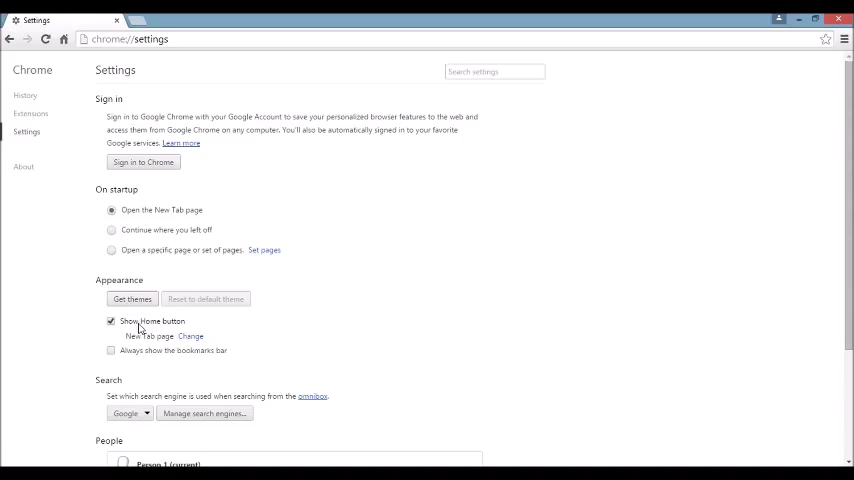 Settings
chrome://settings
Chrome
Settings
Search settings
History
Extensions
Settings
About
Sign in
Sign in to Google Chrome with your Google Account to save your personalized browser features to the web and
access them from Google Chrome on any computer. You'll also be automatically signed in to your favorite
Google services. Learn more
Sign in to Chrome
On startup
Open the New Tab page
Continue where you left off
Open a specific page or set of pages. Set pages
Appearance
Get themes Reset to default theme
Show Home button
New Tab page Change
Always show the bookmarks bar
Search
Set which search engine is used when searching from the omnibox.
Google Manage search engines...
People
Person 1 (current)